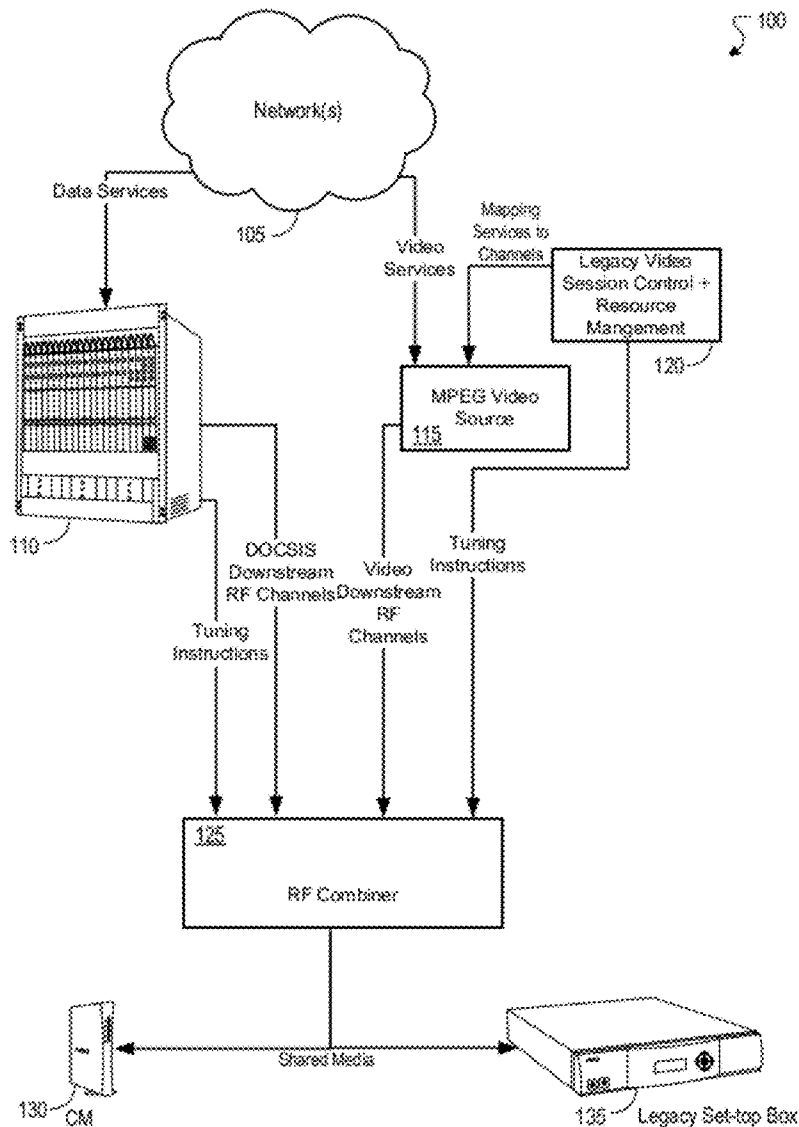 100
Network(s)
Data Services
105
Video
Services
Mapping
Services to
Channels
Legacy Video
Session Control +
Resource
Mangement
120
MPEG Video
Source
115
110
DOCSIS
Downstream
RF Channels
Video
Downstream
RF
Channels
Tuning
Instructions
Tuning
Instructions
125
RF Combiner
Shared Media
130
CM
135
Legacy Set-top Box